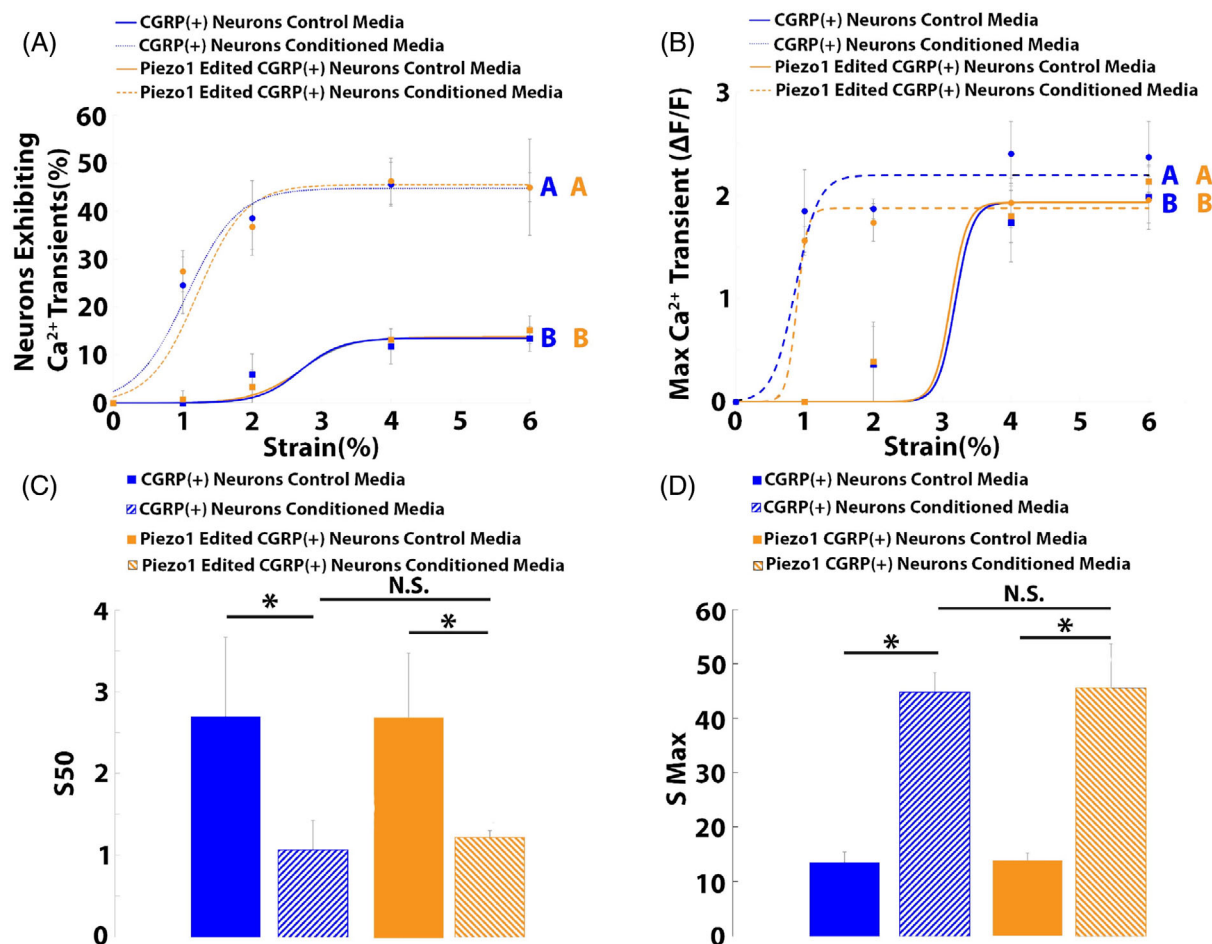 (A)
CGRP(+) Neurons Control Media
CGRP(+) Neurons Conditioned Media
Piezo1 Edited CGRP(+) Neurons Control Media
Piezo1 Edited CGRP(+) Neurons Conditioned Media
Neurons Exhibiting
Ca2+ Transients(%)
60
50
40
30
20
10
0
A A
B B
0 1 2 3 4 5 6
Strain(%)
(B)
CGRP(+) Neurons Control Media
CGRP(+) Neurons Conditioned Media
Piezo1 Edited CGRP(+) Neurons Control Media
Piezo1 Edited CGRP(+) Neurons Conditioned Media
Max Ca2+ Transient (ΔF/F)
3
2
1
0
A A
B B
0 1 2 3 4 5 6
Strain(%)
(C)
CGRP(+) Neurons Control Media
CGRP(+) Neurons Conditioned Media
Piezo1 Edited CGRP(+) Neurons Control Media
Piezo1 Edited CGRP(+) Neurons Conditioned Media
N.S.
* *
S50
4
3
2
1
0
(D)
CGRP(+) Neurons Control Media
CGRP(+) Neurons Conditioned Media
Piezo1 CGRP(+) Neurons Control Media
Piezo1 CGRP(+) Neurons Conditioned Media
N.S.
* *
S Max
60
50
40
30
20
10
0